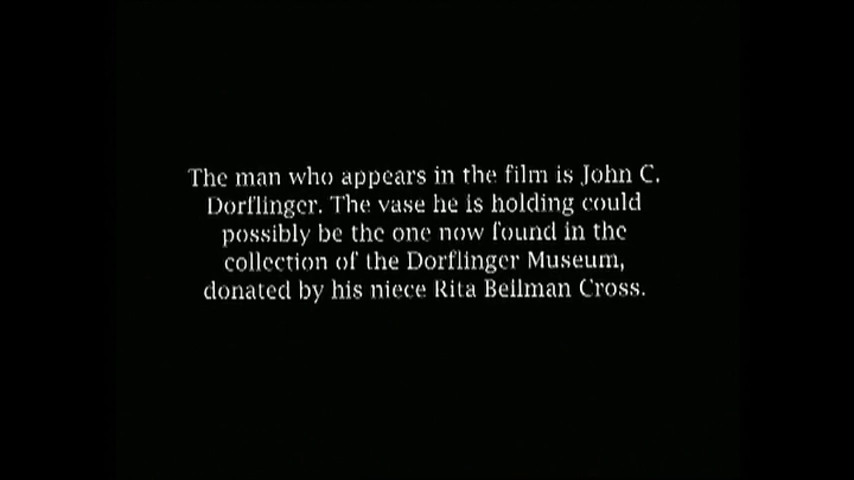 The man who appears in the film is John C.
Dorflinger. The vase he is holding could
possibly be the one now found in the
collection of the Dorflinger Museum,
donated by his niece Rita Bellman Cross.